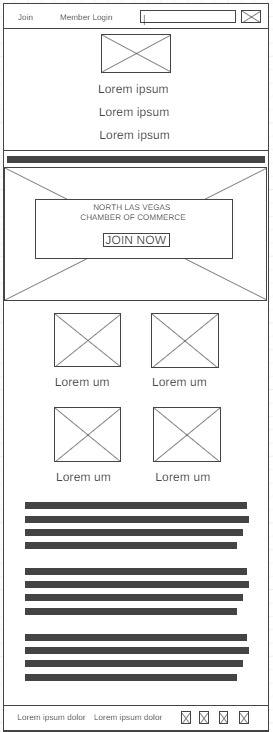 Join Member Login
Lorem ipsum
Lorem ipsum
Lorem ipsum
NORTH LAS VEGAS
CHAMBER OF COMMERCE
JOIN NOW
Lorem um Lorem um
Lorem um Lorem um
Lorem ipsum dolor Lorem ipsum dolor